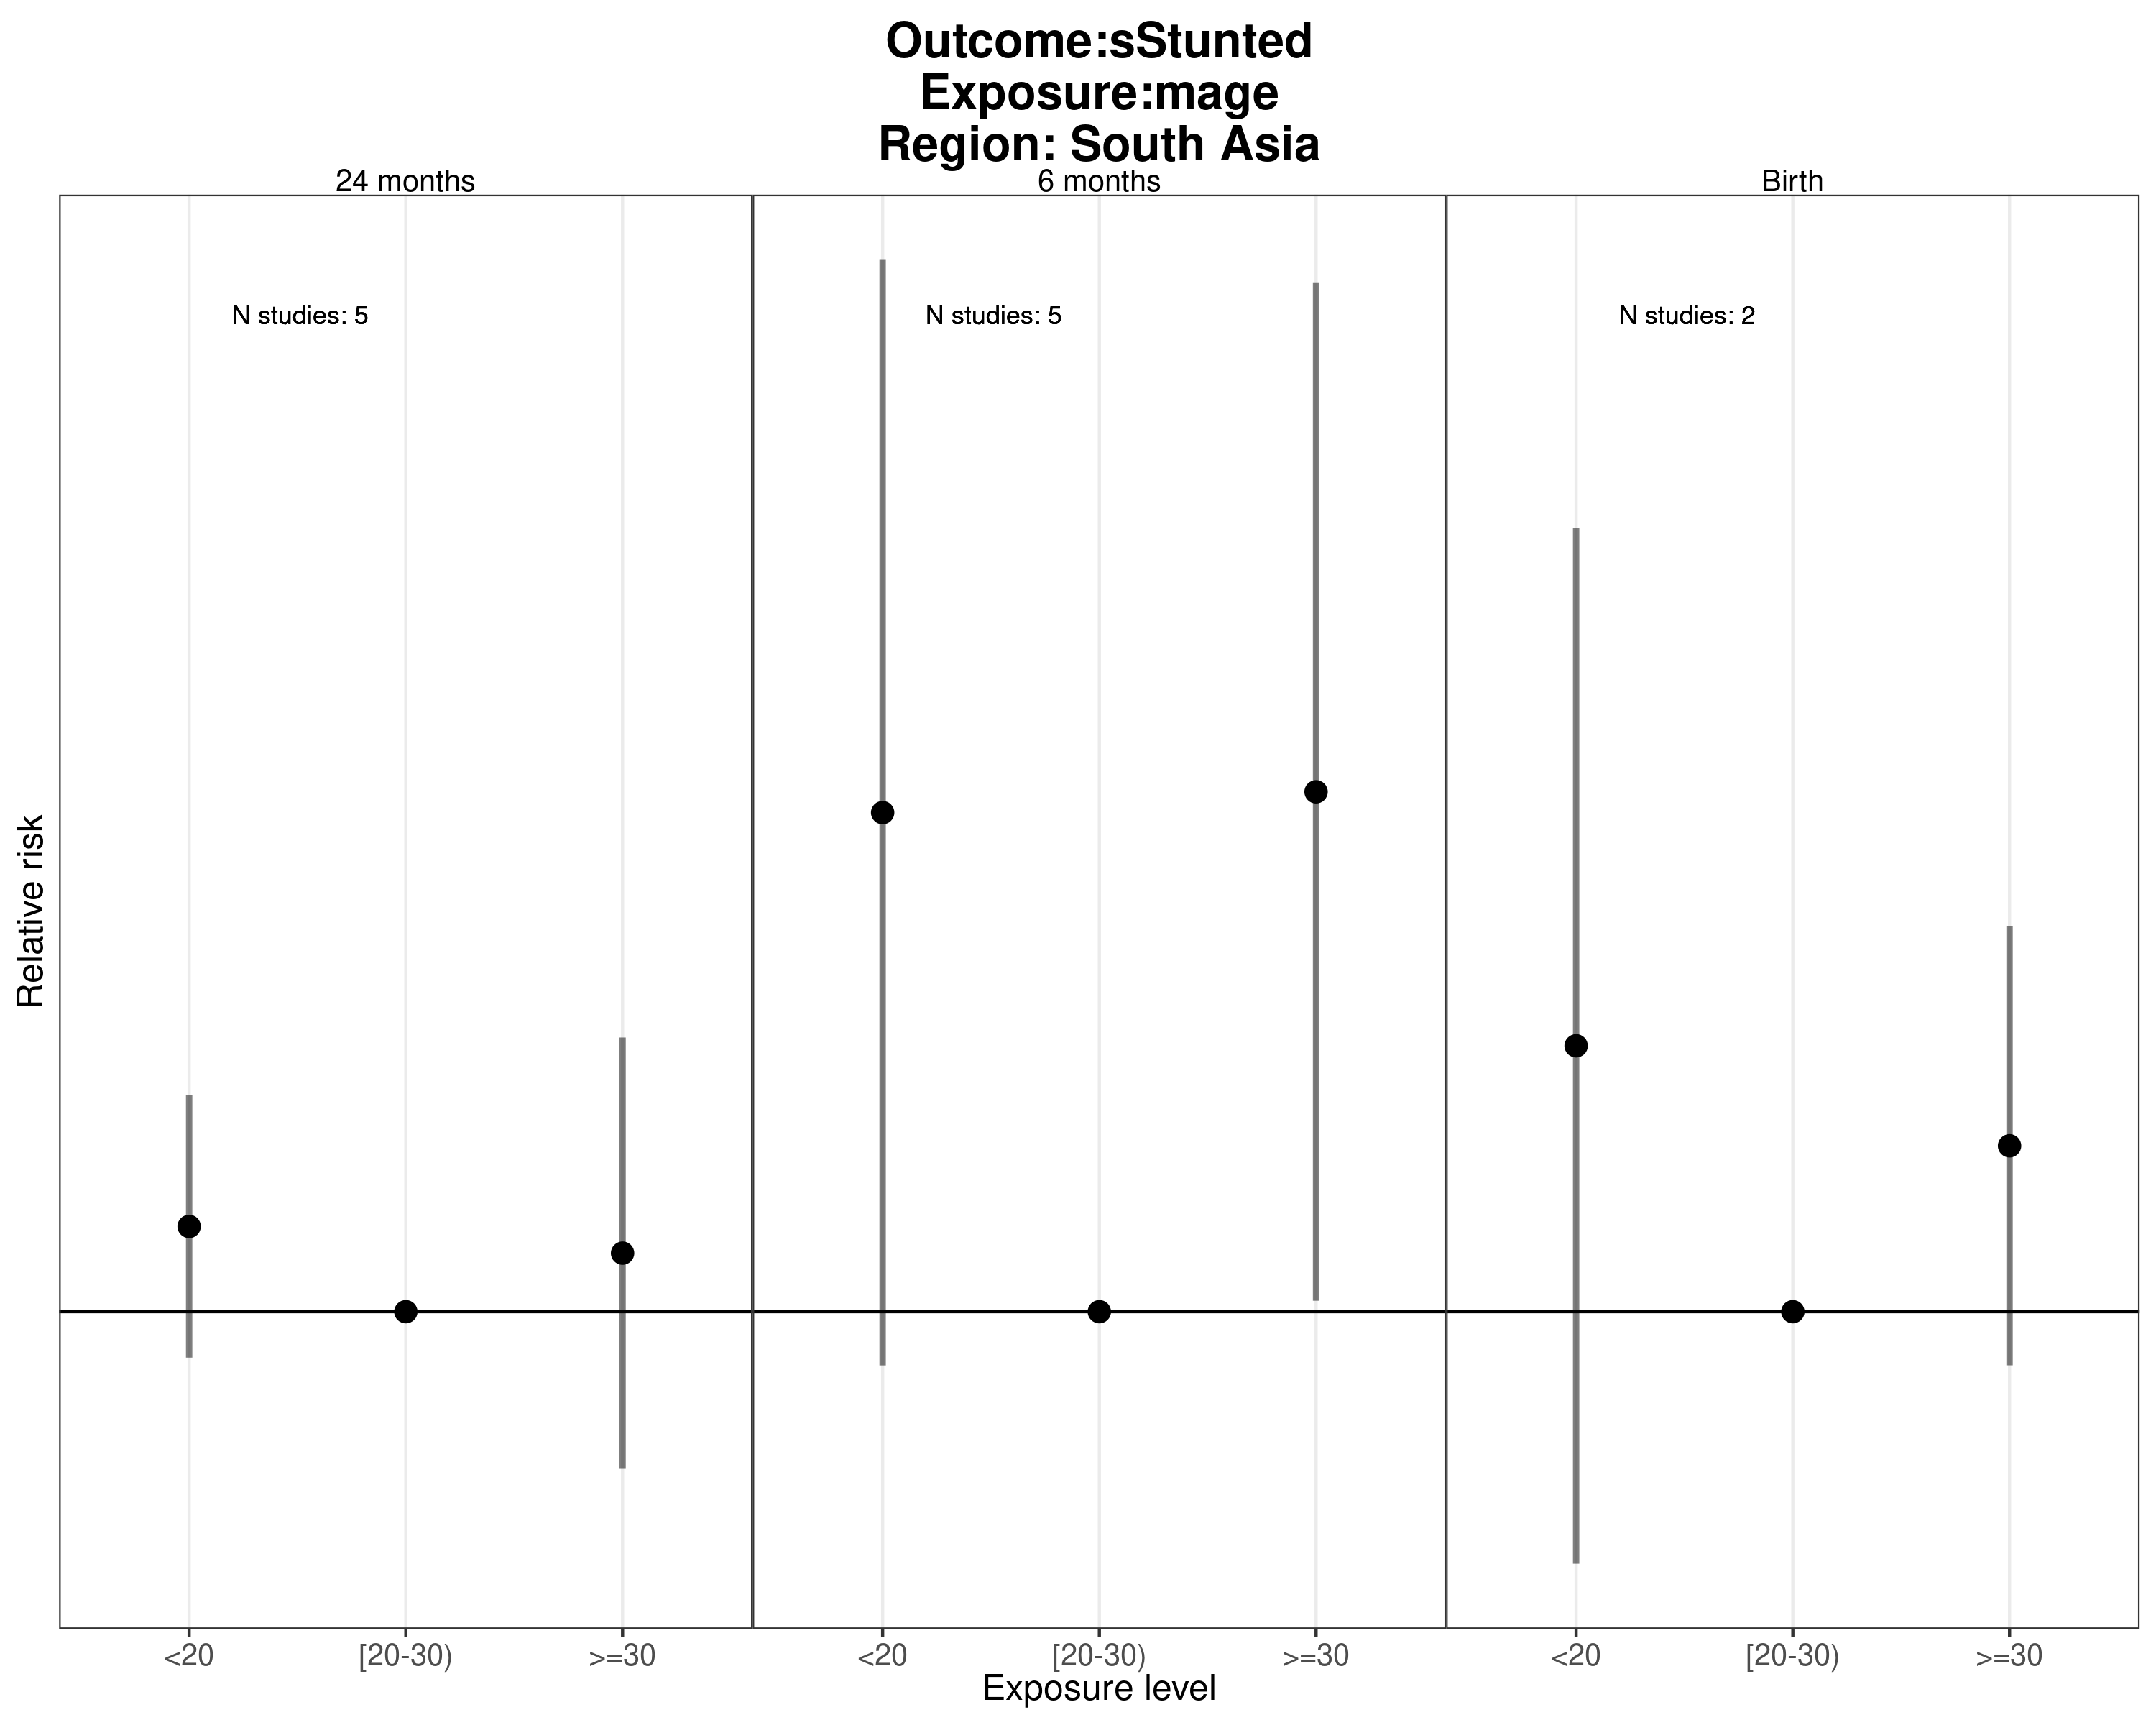 Outcome:sStunted
Exposure:mage
Region: South Asia
24 months
6 months
Birth
N studies: 5
N studies: 5
N studies: 2
Relative risk
<20
[20-30)
>=30
<20
[20-30)
>=30
<20
[20-30)
>=30
Exposure level